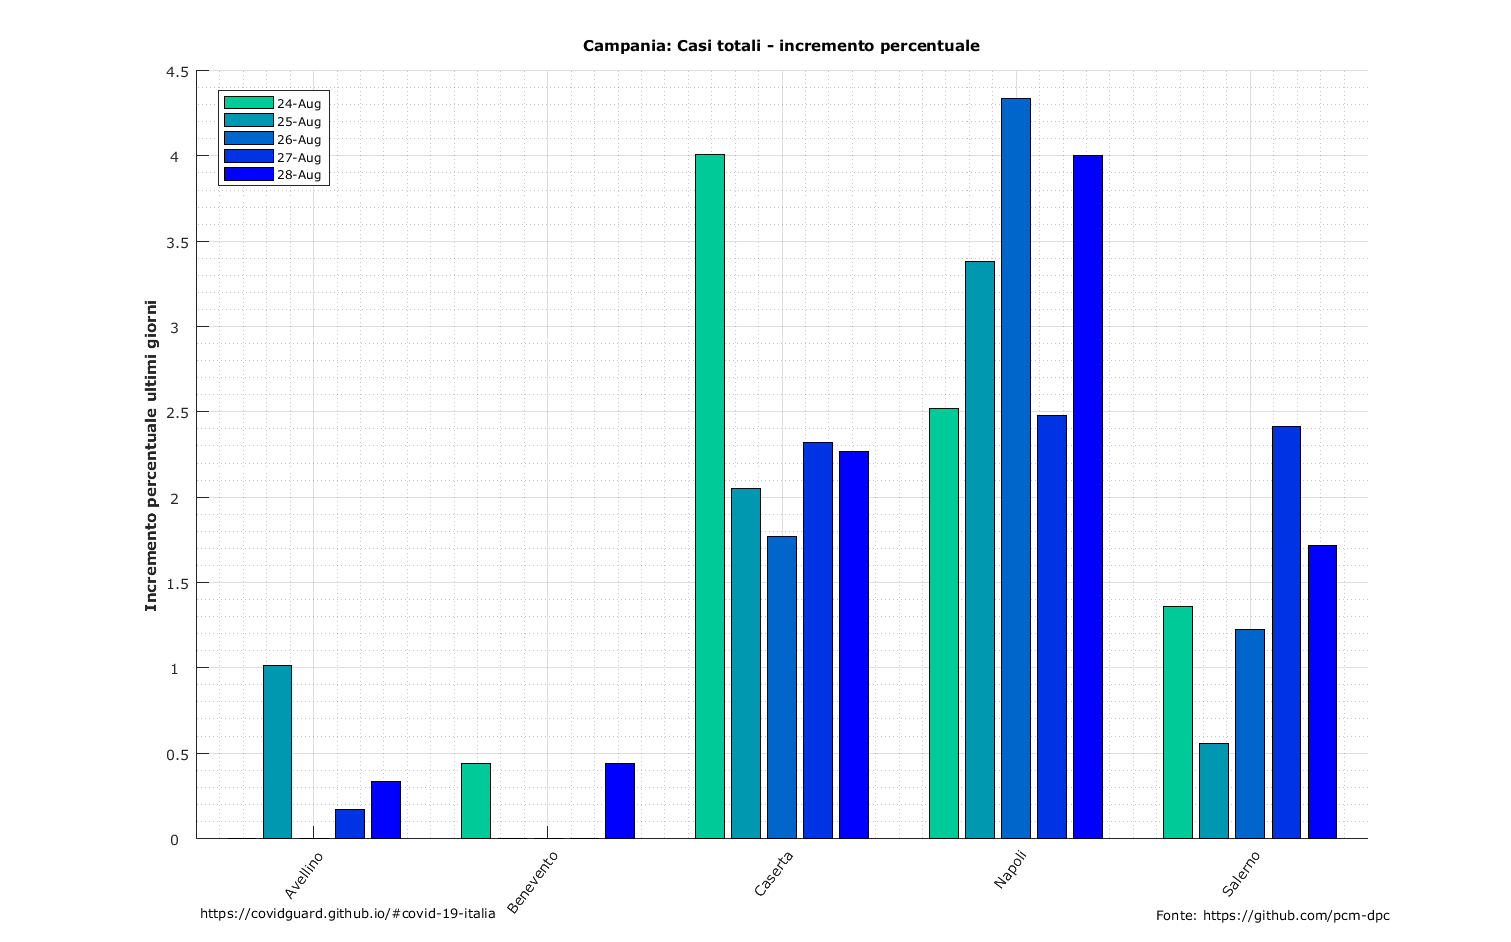 Campania: Casi totali - incremento percentuale
24-Aug
25-Aug
26-Aug
27-Aug
28-Aug
Incremento percentuale ultimi giorni
4.5
4
3.5
3
2.5
2
1.5
1
0.5
0
Avellino
Benevento
Caserta
Napoli
Salerno
https://covidguard.github.io/#covid-19-italia
Fonte: https://github.com/pcm-dpc